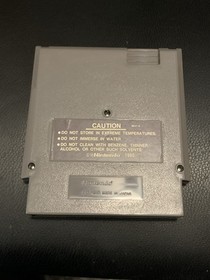 CAUTION
●DO NOT STORE IN EXTREME TEMPERATURES.
●DO NOT IMMERSE IN WATER.
●DO NOT CLEAN WITH BENZENE, THINNER,
ALCOHOL OR OTHER SUCH SOLVENTS.